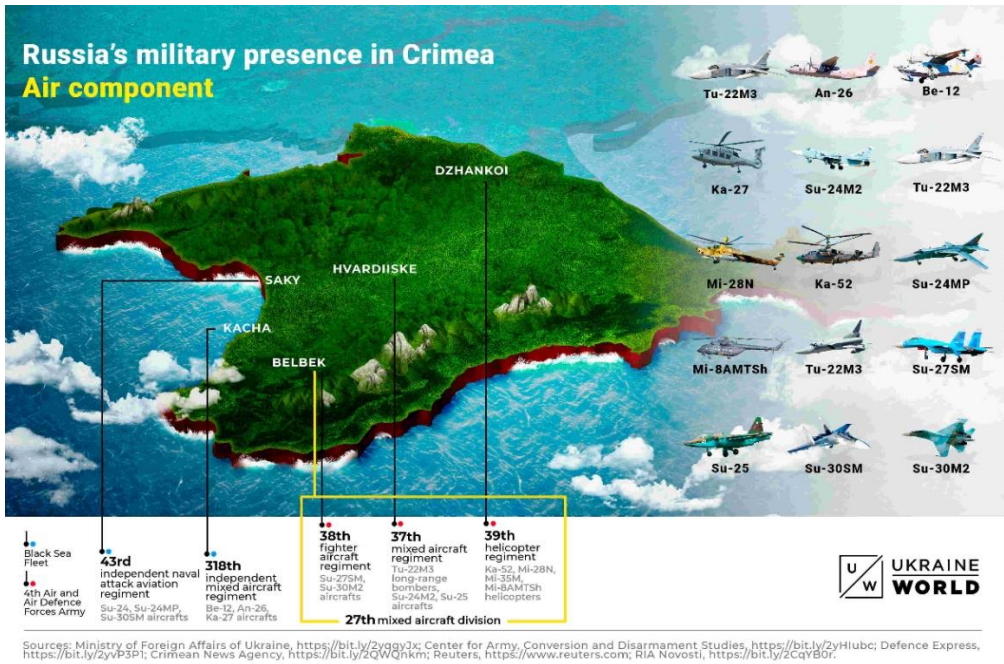 Russia's military presence in Crimea
Air component
Tu-22M3
An-26
Be-12
Ka-27
Su-24M2
Tu-22M3
Mi-28N
Ka-52
Su-24MP
Mi-8AMTSh
Tu-22M3
Su-27SM
Su-25
Su-30SM
Su-30M2
DZHANKOI
HVARDIISKE
SAKY
KACHA
BELBEK
Black Sea
Fleet
4th Air and
Air Defence
Forces Army
43rd
independent naval
attack aviation
regiment
Su-24, Su-24MP,
Su-30SM aircrafts
318th
independent
mixed aircraft
regiment
Be-12, An-26,
Ka-27 aircrafts
38th
fighter
aircraft
regiment
Su-27SM,
Su-30M2
aircrafts
37th
mixed aircraft
regiment
Tu-22M3
long-range
bombers,
Su-24M2, Su-25
aircrafts
39th
helicopter
regiment
Ka-52, Mi-28N,
Mi-35M,
Mi-8AMTSh
helicopters
27th mixed aircraft division
U W
UKRAINE
WORLD
Sources: Ministry of Foreign Affairs of Ukraine, https://bit.ly/2yqgyJx; Center for Army, Conversion and Disarmament Studies, https://bit.ly/2yHIubc; Defence Express,
https://bit.ly/2yvP3P1; Crimean News Agency, https://bit.ly/2QWQnkm; Reuters, https://www.reuters.com; RIA Novosti, https://bit.ly/2CqYB0r.